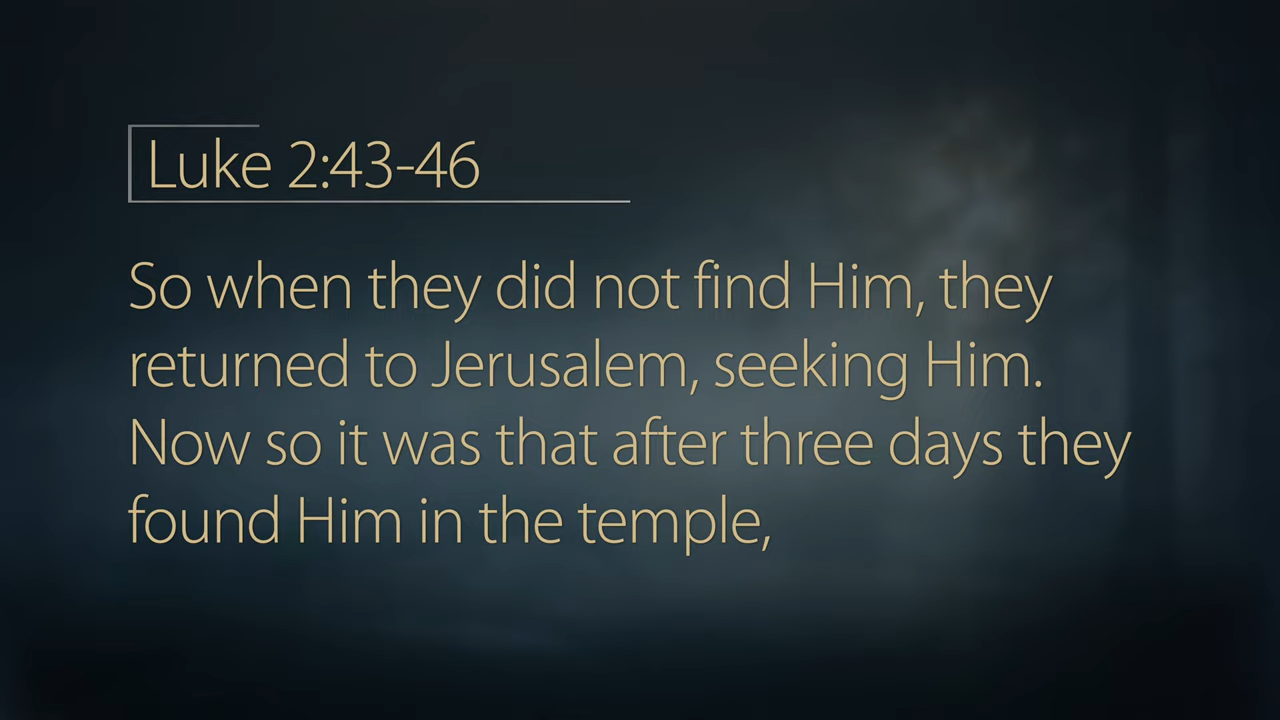 Luke 2:43-46
So when they did not find Him, they
returned to Jerusalem, seeking Him.
Now so it was that after three days they
found Him in the temple,